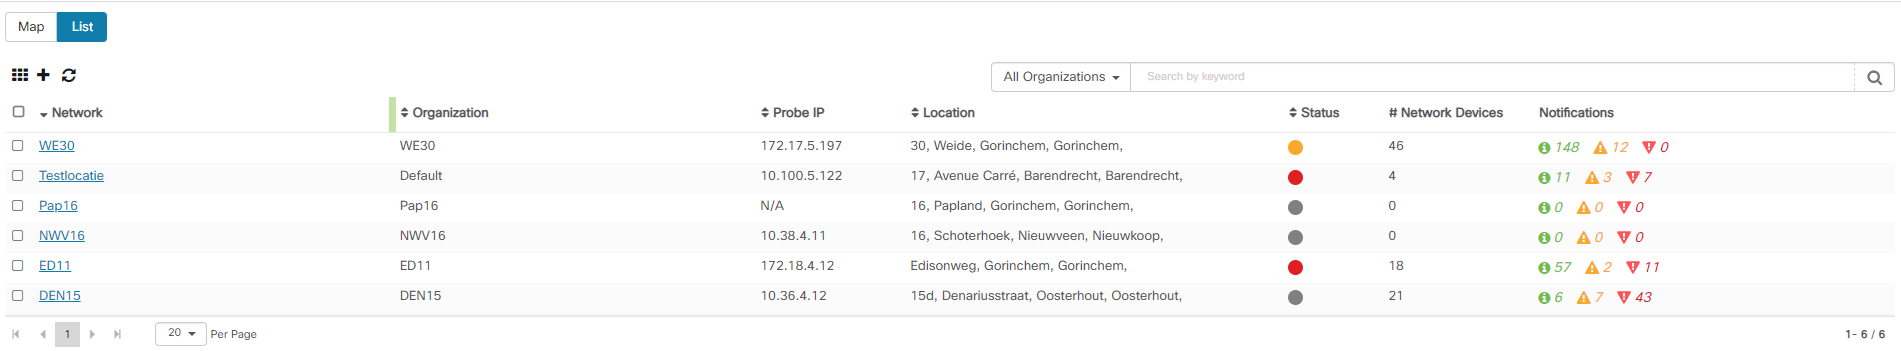 Map List
All Organizations Search by keyword
Network Organization Probe IP Location Status # Network Devices Notifications
WE30 WE30 172.17.5.197 30, Weide, Gorinchem, Gorinchem, 46 148 12 0
Testlocatie Default 10.100.5.122 17, Avenue Carré, Barendrecht, Barendrecht, 4 11 3 7
Pap16 Pap16 N/A 16, Papland, Gorinchem, Gorinchem, 0 0 0 0
NWV16 NWV16 10.38.4.11 16, Schoterhoek, Nieuwveen, Nieuwkoop, 0 0 0 0
ED11 ED11 172.18.4.12 Edisonweg, Gorinchem, Gorinchem, 18 57 2 11
DEN15 DEN15 10.36.4.12 15d, Denariusstraat, Oosterhout, Oosterhout, 21 6 7 43
1 20 Per Page 1- 6 / 6